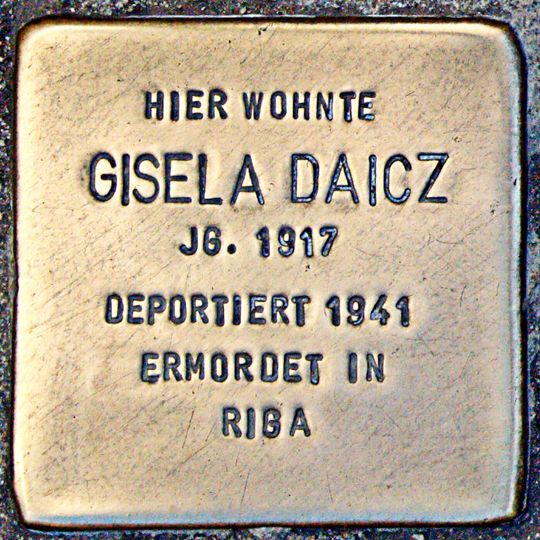 HIER WOHNTE
GISELA DAICZ
JG. 1917
DEPORTIERT 1941
ERMORDET IN
RIGA